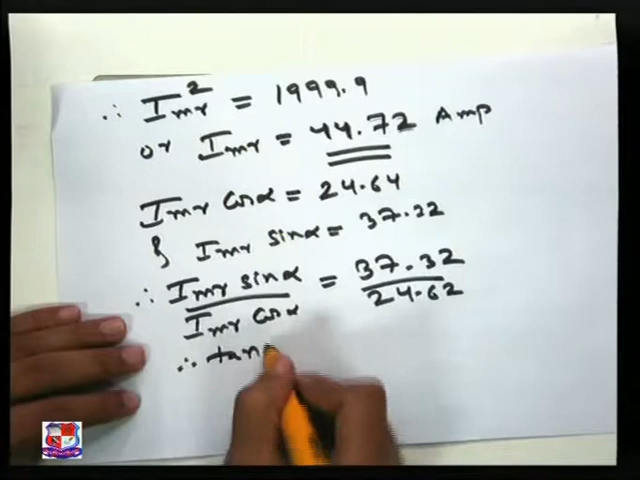 ∴ Imr² = 1999.9
or Imr = 44.72 Amp
Imr cosα = 24.64
& Imr sinα = 37.32
∴ Imr sinα / Imr cosα = 37.32 / 24.62
∴ tan